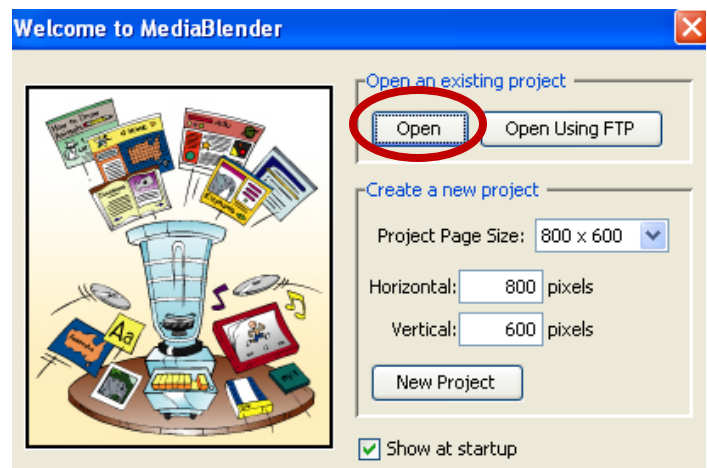 Welcome to MediaBlender
Open an existing project
Open Open Using FTP
Create a new project
Project Page Size: 800 x 600
Horizontal: 800 pixels
Vertical: 600 pixels
New Project
Show at startup
Aa